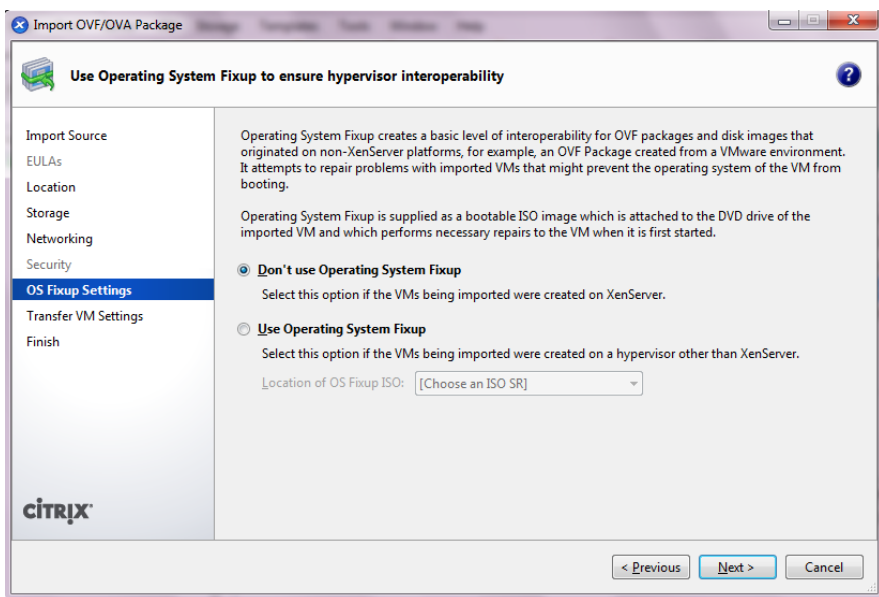 Import OVF/OVA Package
Templates Tools Window Help
Use Operating System Fixup to ensure hypervisor interoperability
?
Import Source
EULAs
Location
Storage
Networking
Security
OS Fixup Settings
Transfer VM Settings
Finish
CİTRIX
Operating System Fixup creates a basic level of interoperability for OVF packages and disk images that
originated on non-XenServer platforms, for example, an OVF Package created from a VMware environment.
It attempts to repair problems with imported VMs that might prevent the operating system of the VM from
booting.
Operating System Fixup is supplied as a bootable ISO image which is attached to the DVD drive of the
imported VM and which performs necessary repairs to the VM when it is first started.
Don't use Operating System Fixup
Select this option if the VMs being imported were created on XenServer.
Use Operating System Fixup
Select this option if the VMs being imported were created on a hypervisor other than XenServer.
Location of OS Fixup ISO: [Choose an ISO SR]
< Previous Next > Cancel